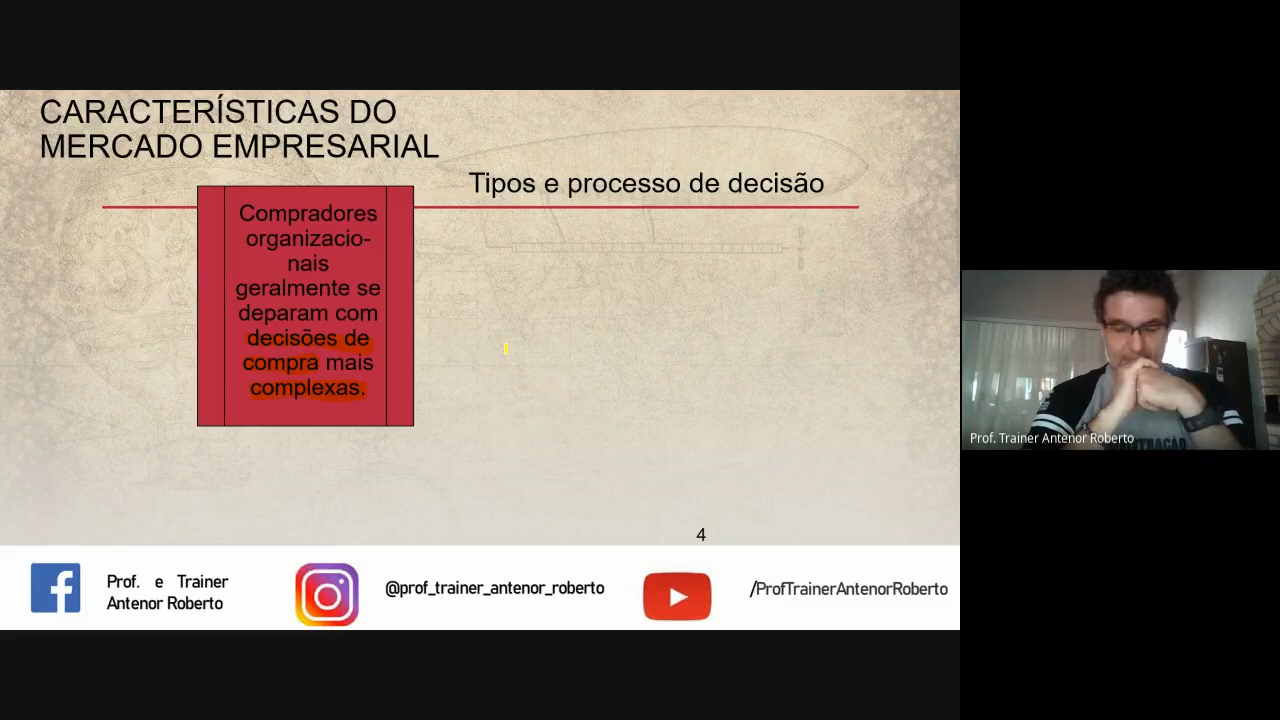 CARACTERÍSTICAS DO
MERCADO EMPRESARIAL
Tipos e processo de decisão
Compradores
organizacio-
nais
geralmente se
deparam com
decisões de
compra mais
complexas.
4
Prof. e Trainer
Antenor Roberto
@prof_trainer_antenor_roberto
/ProfTrainerAntenorRoberto
Prof. Trainer Antenor Roberto